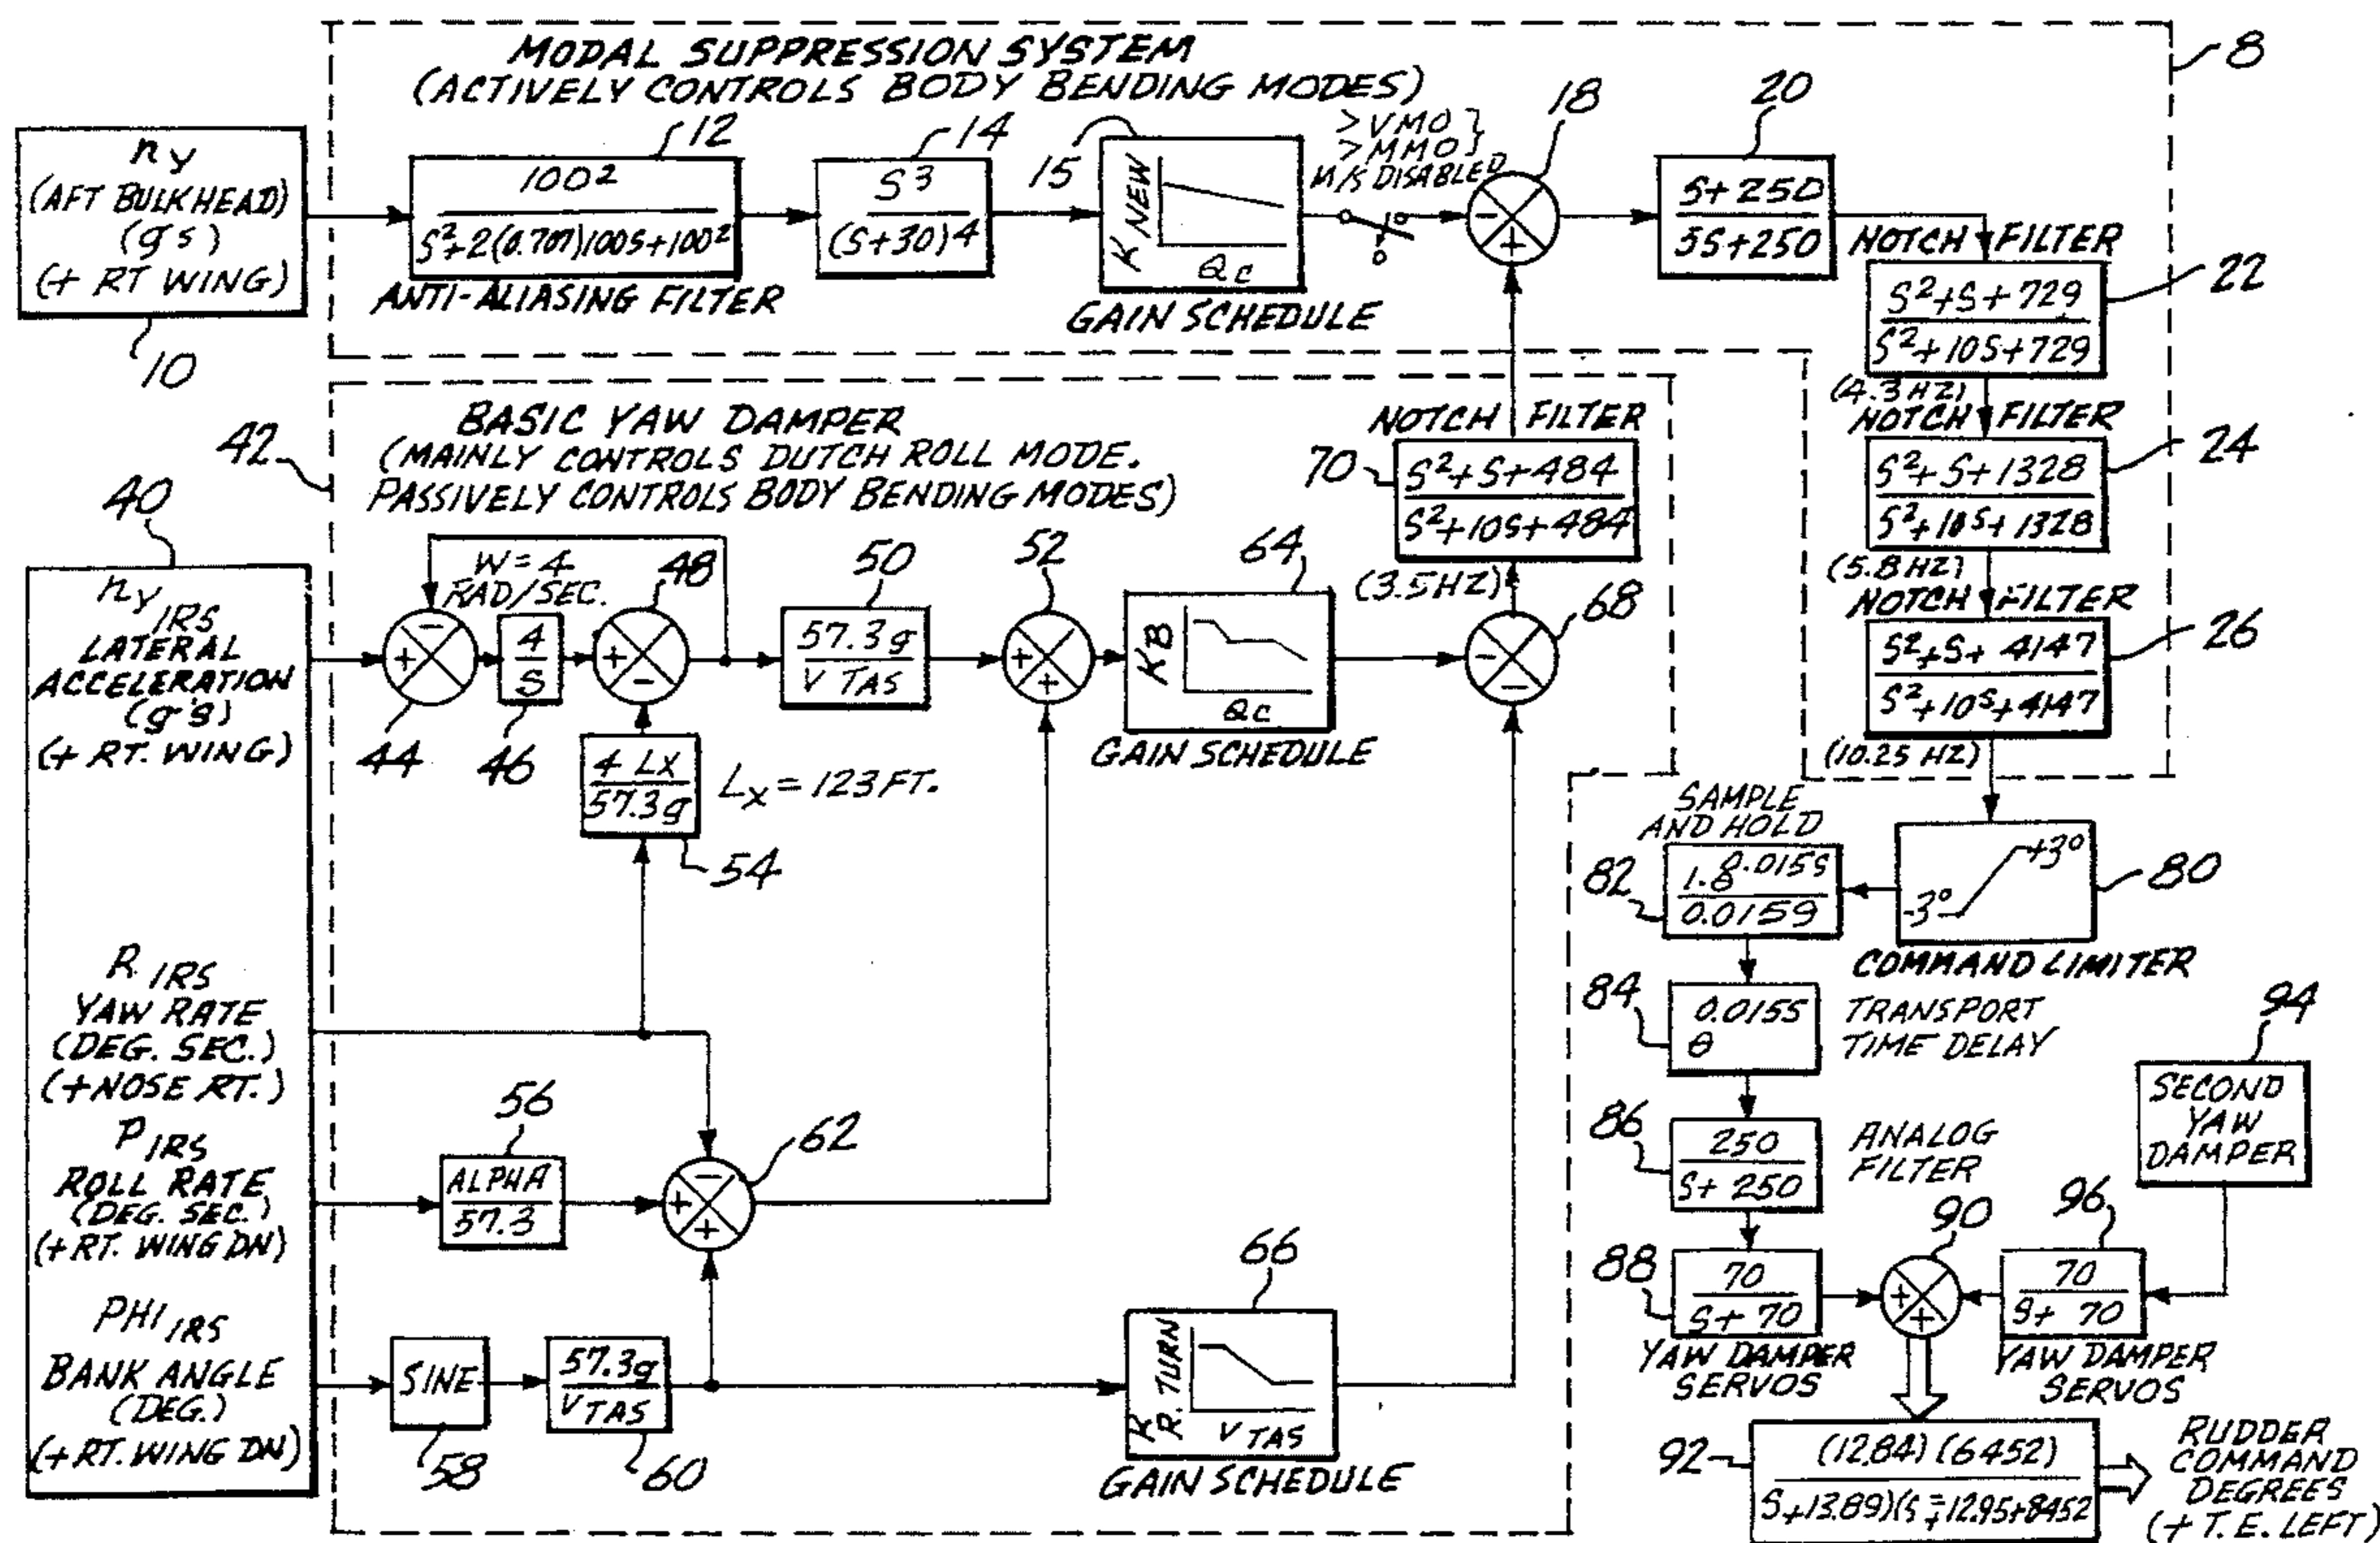 MODAL SUPPRESSION SYSTEM
(ACTIVELY CONTROLS BODY BENDING MODES)
8
nY
(AFT BULKHEAD)
(g s)
(+ RT WING)
10
12
100²
S²+2(0.707)100S+100²
ANTI-ALIASING FILTER
14
S³
(S+30)⁴
15
K NEW
Qc
GAIN SCHEDULE
>VMO }
>MMO }
M/S DISABLED
18
-
+
20
S+250
5S+250
NOTCH FILTER
22
S²+S+729
S²+10S+729
(4.3HZ)
NOTCH FILTER
24
S²+S+1328
S²+10S+1328
(5.8HZ)
NOTCH FILTER
26
S²+S+4147
S²+10S+4147
(10.25 HZ)
42
BASIC YAW DAMPER
(MAINLY CONTROLS DUTCH ROLL MODE.
PASSIVELY CONTROLS BODY BENDING MODES)
NOTCH FILTER
70
S²+S+484
S²+10S+484
(3.5HZ)
40
nY IRS
LATERAL
ACCELERATION
(g's)
(+ RT. WING)
R IRS
YAW RATE
(DEG. SEC.)
(+NOSE RT.)
P IRS
ROLL RATE
(DEG. SEC.)
(+RT. WING DN)
PHI IRS
BANK ANGLE
(DEG.)
(+RT. WING DN)
W=4
RAD/SEC.
-
+
44
4
S
46
48
+
-
50
57.3g
V TAS
52
+
+
64
KB
Qc
GAIN SCHEDULE
68
-
-
4 LX
57.3g
LX = 123 FT.
54
56
ALPHA
57.3
62
-
+
+
SINE
58
57.3g
VTAS
60
66
K R. TURN
V TAS
GAIN SCHEDULE
+3°
-3°
80
COMMAND LIMITER
SAMPLE
AND HOLD
82
0.0159
84
0.015S
TRANSPORT
TIME DELAY
86
250
S+ 250
ANALOG
FILTER
88
70
S+ 70
YAW DAMPER
SERVOS
90
+
+
94
SECOND
YAW
DAMPER
96
70
S+ 70
YAW DAMPER
SERVOS
92
(12.84) (6452)
RUDDER
COMMAND
DEGREES
(+ T.E. LEFT)